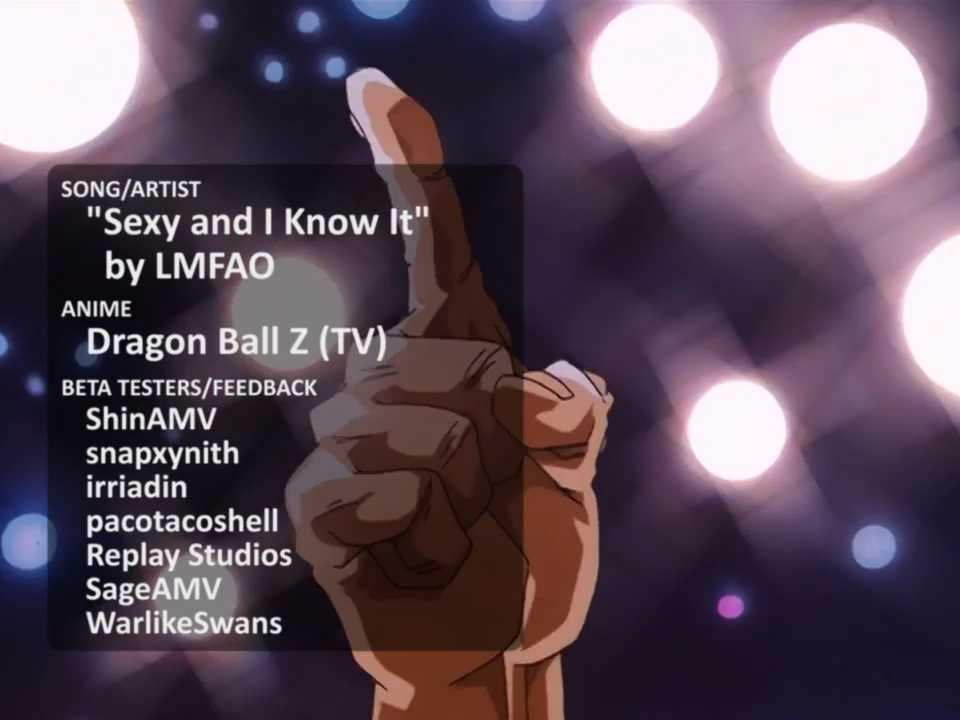 SONG/ARTIST
"Sexy and I Know It"
by LMFAO
ANIME
Dragon Ball Z (TV)
BETA TESTERS/FEEDBACK
ShinAMV
snapxynith
irriadin
pacotacoshell
Replay Studios
SageAMV
WarlikeSwans